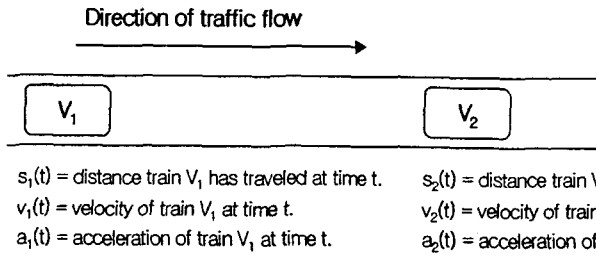 Direction of traffic flow
V₁
V₂
s₁(t) = distance train V₁ has traveled at time t.
v₁(t) = velocity of train V₁ at time t.
a₁(t) = acceleration of train V₁ at time t.
s₂(t) = distance train V
v₂(t) = velocity of train
a₂(t) = acceleration of